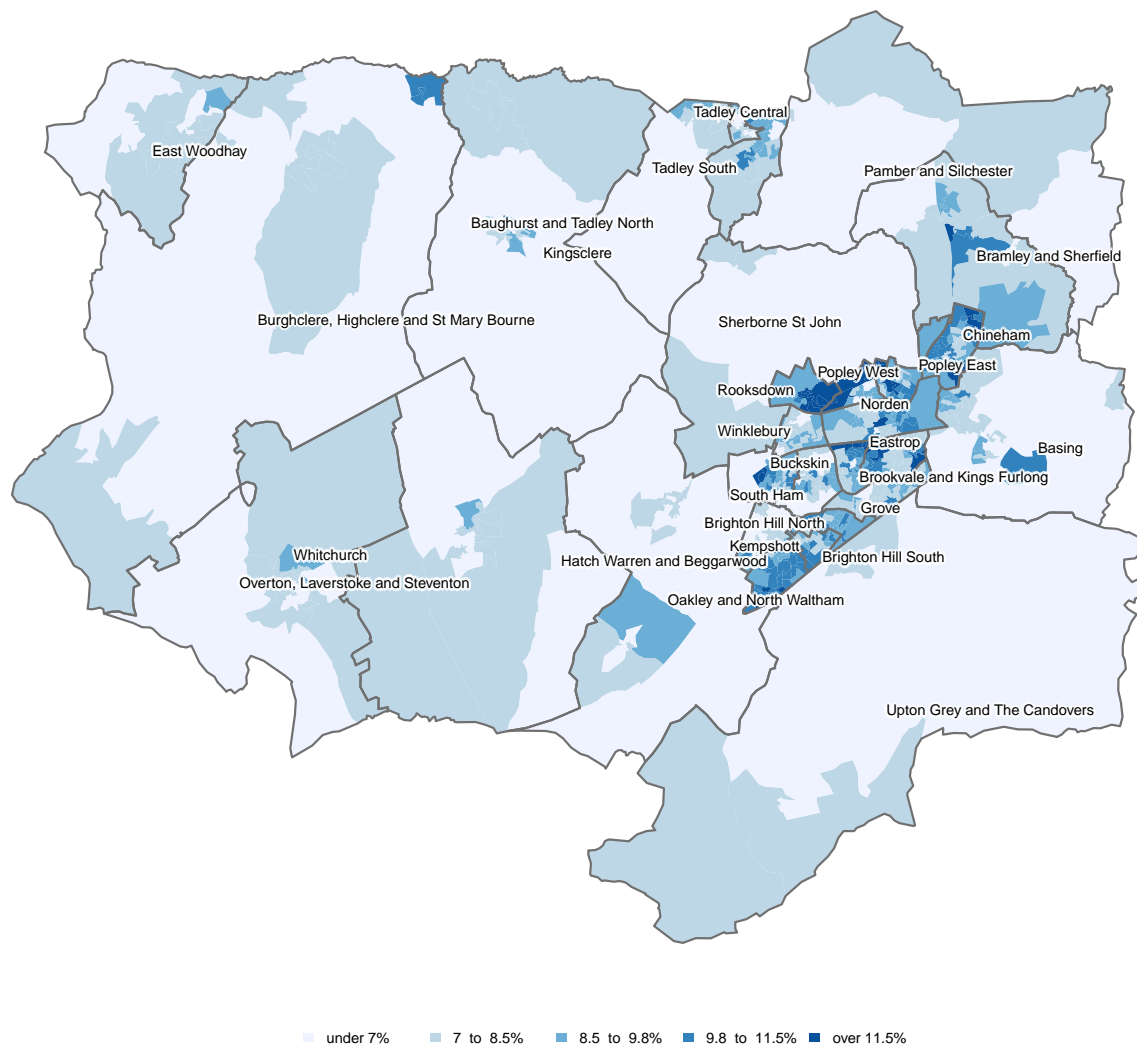 Tadley Central
East Woodhay
Tadley South
Pamber and Silchester
Baughurst and Tadley North
Kingsclere
Bramley and Sherfield
Burghclere, Highclere and St Mary Bourne
Sherborne St John
Chineham
Popley East
Popley West
Rooksdown
Norden
Winklebury
Eastrop
Basing
Buckskin
Brookvale and Kings Furlong
South Ham
Grove
Brighton Hill North
Kempshott
Whitchurch
Brighton Hill South
Hatch Warren and Beggarwood
Overton, Laverstoke and Steventon
Oakley and North Waltham
Upton Grey and The Candovers
under 7% 7 to 8.5% 8.5 to 9.8% 9.8 to 11.5% over 11.5%